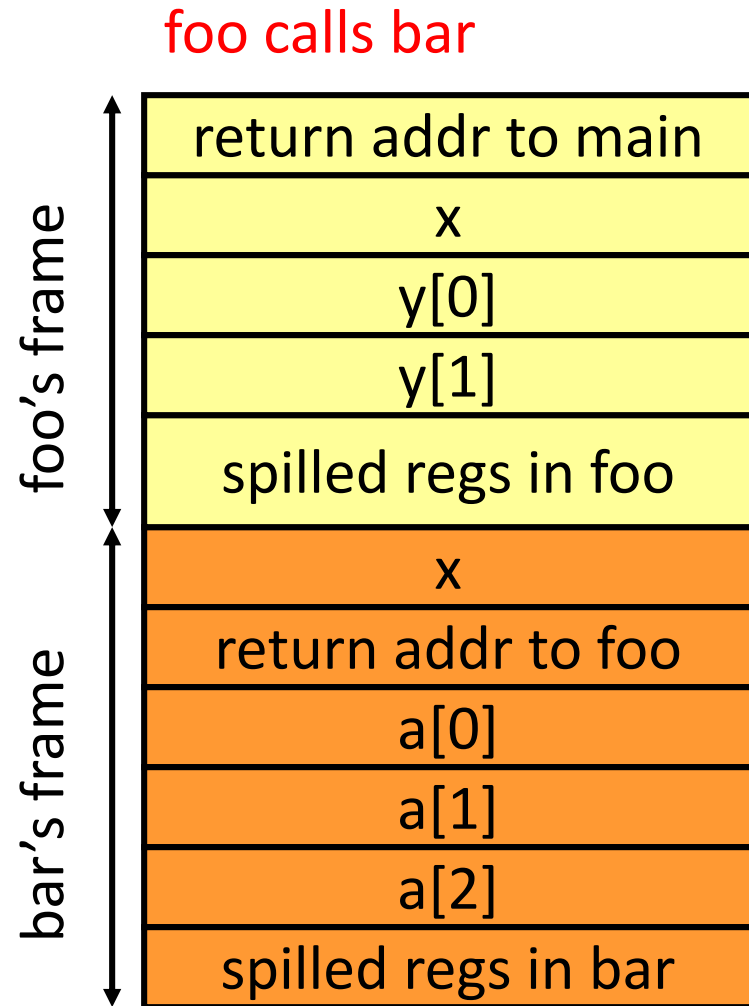 foo calls bar
foo's frame
return addr to main
x
y[0]
y[1]
spilled regs in foo
bar's frame
x
return addr to foo
a[0]
a[1]
a[2]
spilled regs in bar